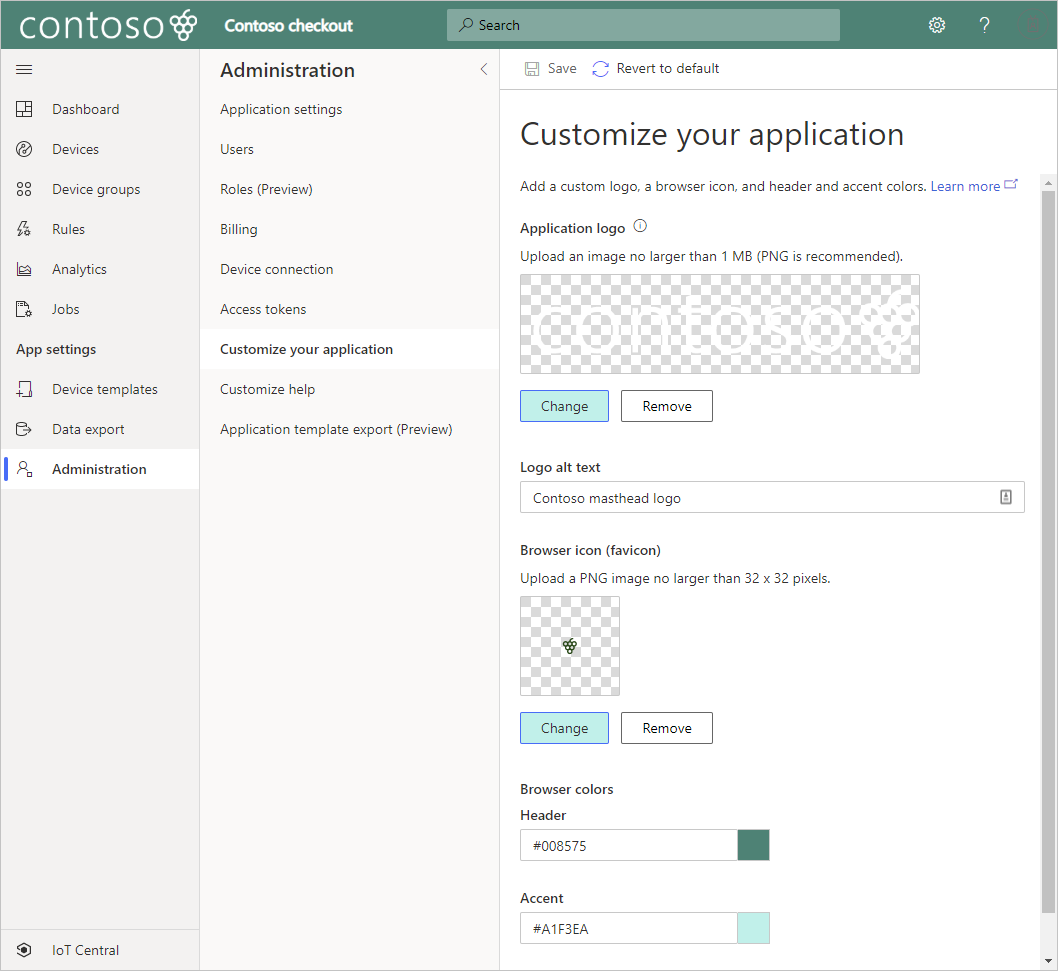 contoso
Contoso checkout
Search
?
Dashboard
Devices
Device groups
Rules
Analytics
Jobs
App settings
Device templates
Data export
Administration
IoT Central
Administration
Application settings
Users
Roles (Preview)
Billing
Device connection
Access tokens
Customize your application
Customize help
Application template export (Preview)
Save
Revert to default
Customize your application
Add a custom logo, a browser icon, and header and accent colors. Learn more
Application logo
Upload an image no larger than 1 MB (PNG is recommended).
contoso
Change
Remove
Logo alt text
Contoso masthead logo
Browser icon (favicon)
Upload a PNG image no larger than 32 x 32 pixels.
Change
Remove
Browser colors
Header
#008575
Accent
#A1F3EA